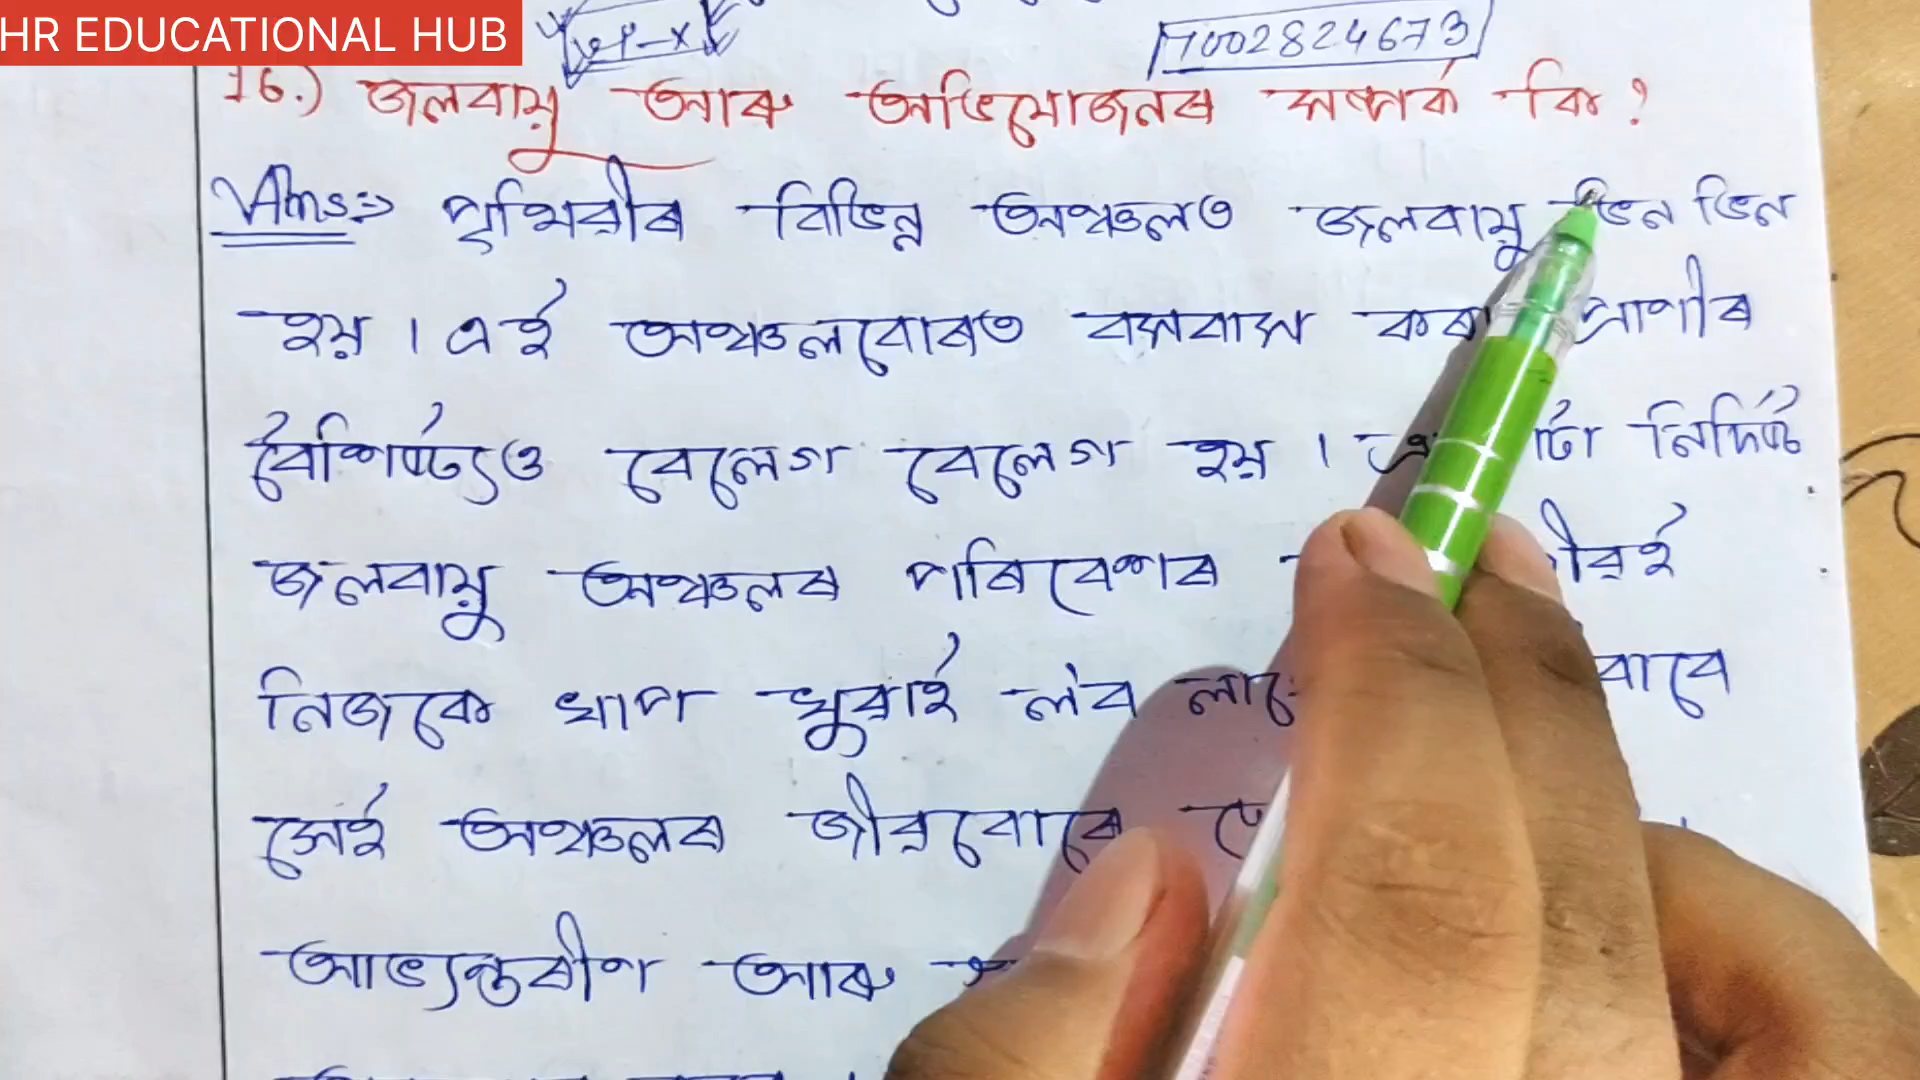 HR EDUCATIONAL HUB
7002824673
16.) জলবায়ু আৰু অভিযোজনৰ সম্পৰ্ক কি ?
Ans:⇒ পৃথিৱীৰ বিভিন্ন অঞ্চলত জলবায়ু ভিন ভিন
হয়। এই অঞ্চলবোৰত বসবাস কৰা প্ৰাণীৰ
বৈশিষ্ট্যও বেলেগ বেলেগ হয়। নিৰ্দিষ্ট
জলবায়ু অঞ্চলৰ পৰিবেশৰ
নিজকে খাপ খুৱাই ল'ব বাবে
সেই অঞ্চলৰ জীৱবোৰে
আভ্যন্তৰীণ আৰু